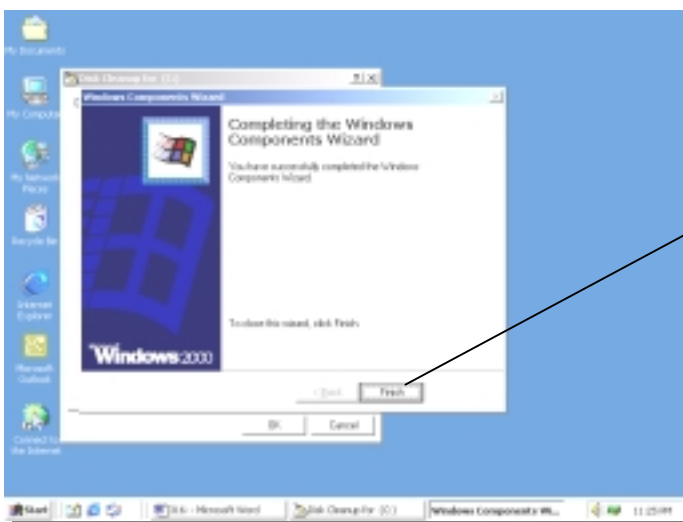 My Documents
Disk Cleanup for (C:)
Windows Components Wizard
My Computer
Completing the Windows
Components Wizard
You have successfully completed the Windows
Components Wizard.
My Network
Places
Recycle Bin
Internet
Explorer
To close this wizard, click Finish.
Microsoft
Outlook
Windows 2000
< Back
Finish
OK
Cancel
Connect to
the Internet
Start
Microsoft Word
Disk Cleanup for (C:)
Windows Components Wi...